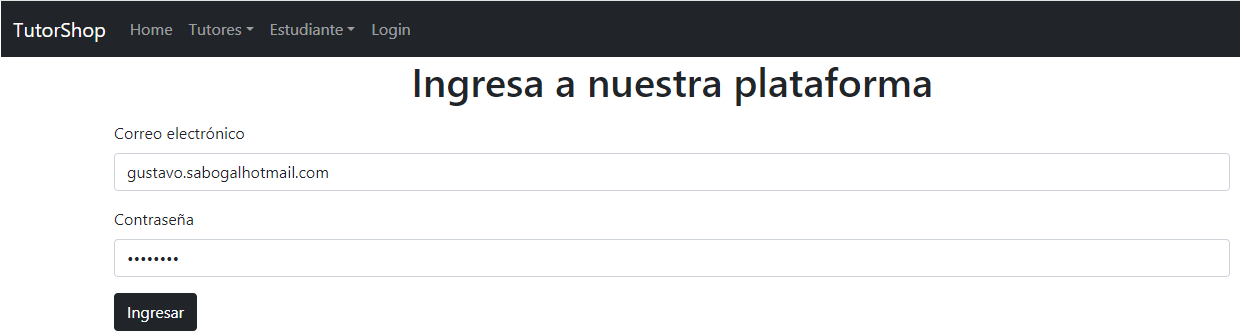 TutorShop Home Tutores Estudiante Login
Ingresa a nuestra plataforma
Correo electrónico
gustavo.sabogalhotmail.com
Contraseña
••••••••
Ingresar